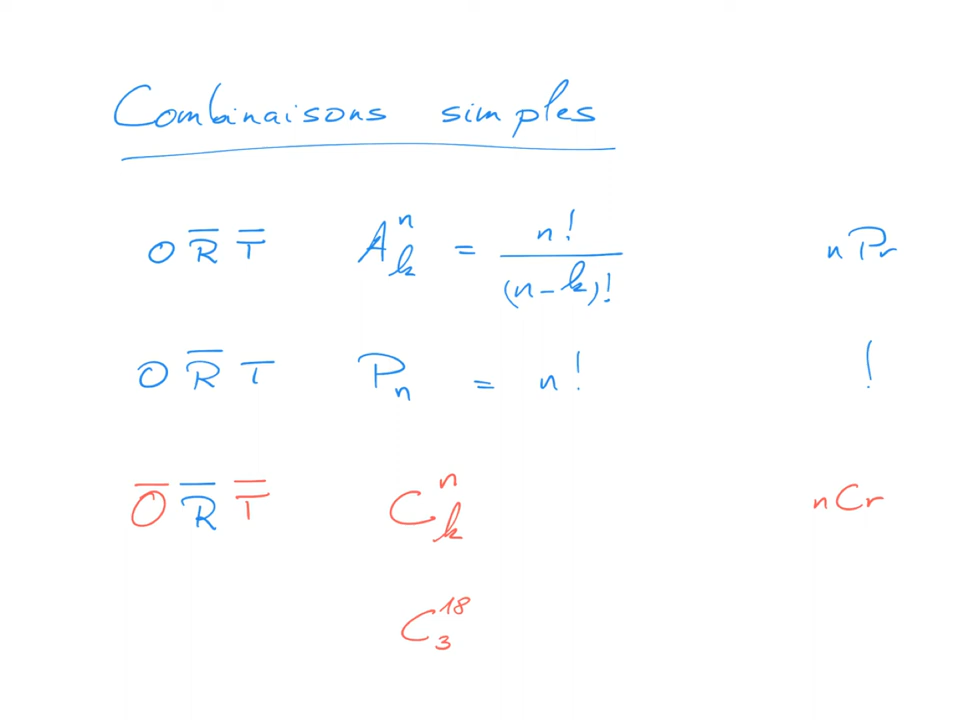 Combinaisons simples
O R̅ T̅ A^n_k = n!/(n-k)! nPr
O R̅ T̅ P_n = n! !
O̅ R̅ T̅ C^n_k nCr
C^18_3